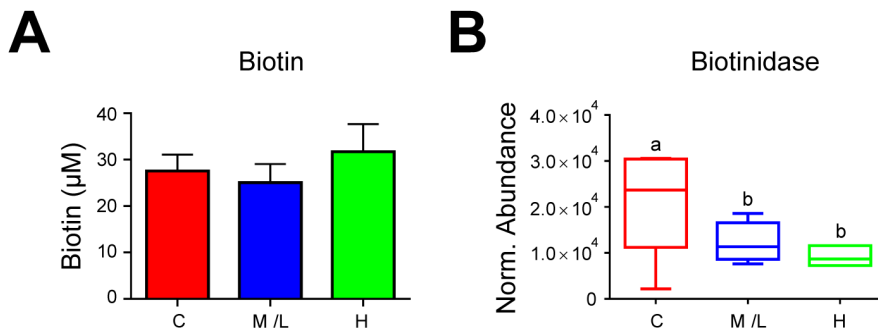 A
Biotin
Biotin (µM)
40
30
20
10
0
C
M /L
H
B
Biotinidase
Norm. Abundance
4.0 × 10⁴
3.0 × 10⁴
2.0 × 10⁴
1.0 × 10⁴
0
a
b
b
C
M /L
H